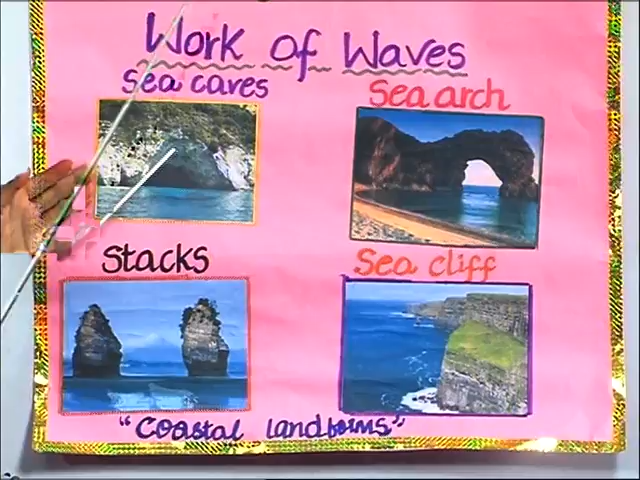 Work of Waves
Sea caves
Sea arch
Stacks
Sea cliff
"Coastal landforms"